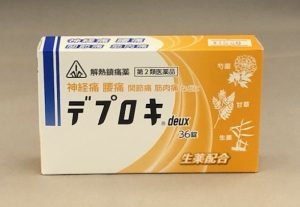 解熱鎮痛薬 第2類医薬品
神経痛 腰痛 関節痛 筋肉痛
デプロキ deux
36錠
芍薬
甘草
生姜
生薬配合